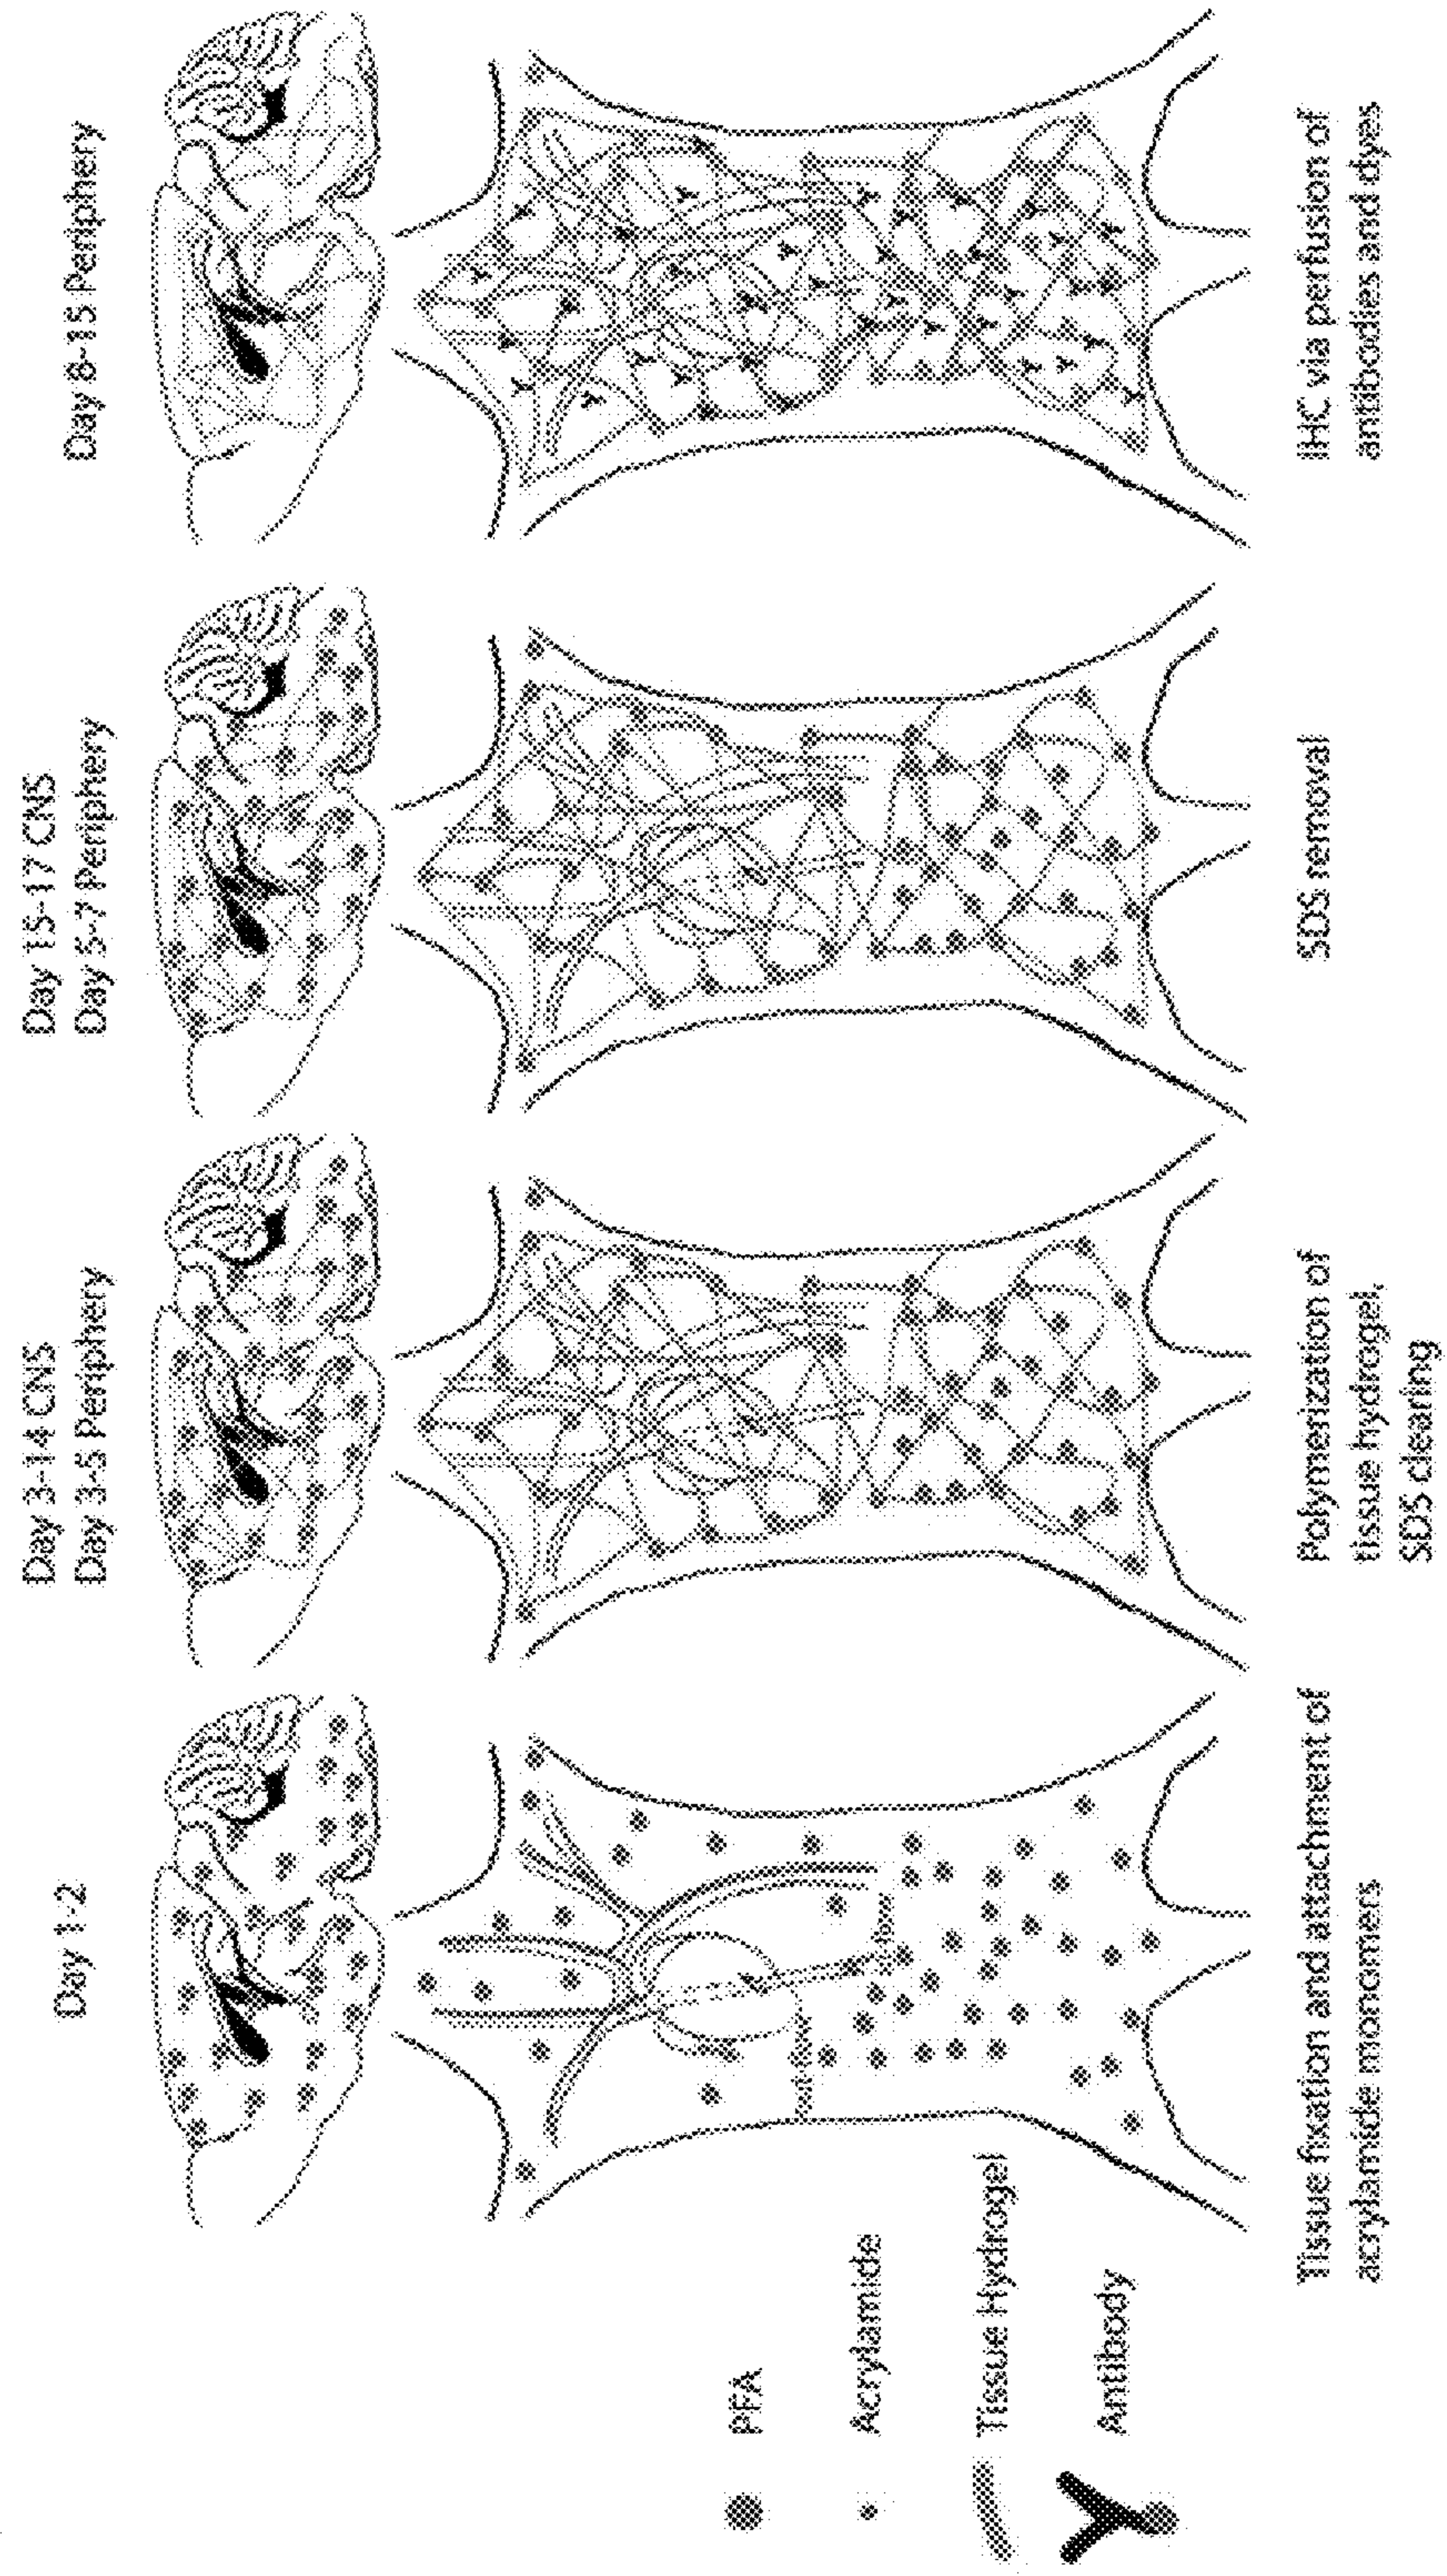 Day 1-2
Day 3-14 CNS
Day 3-5 Periphery
Day 15-17 CNS
Day 5-7 Periphery
Day 8-15 Periphery
PFA
Acrylamide
Tissue Hydrogel
Antibody
Tissue fixation and attachment of
acrylamide monomers
Polymerization of
tissue hydrogel,
SDS clearing
SDS removal
IHC via perfusion of
antibodies and dyes